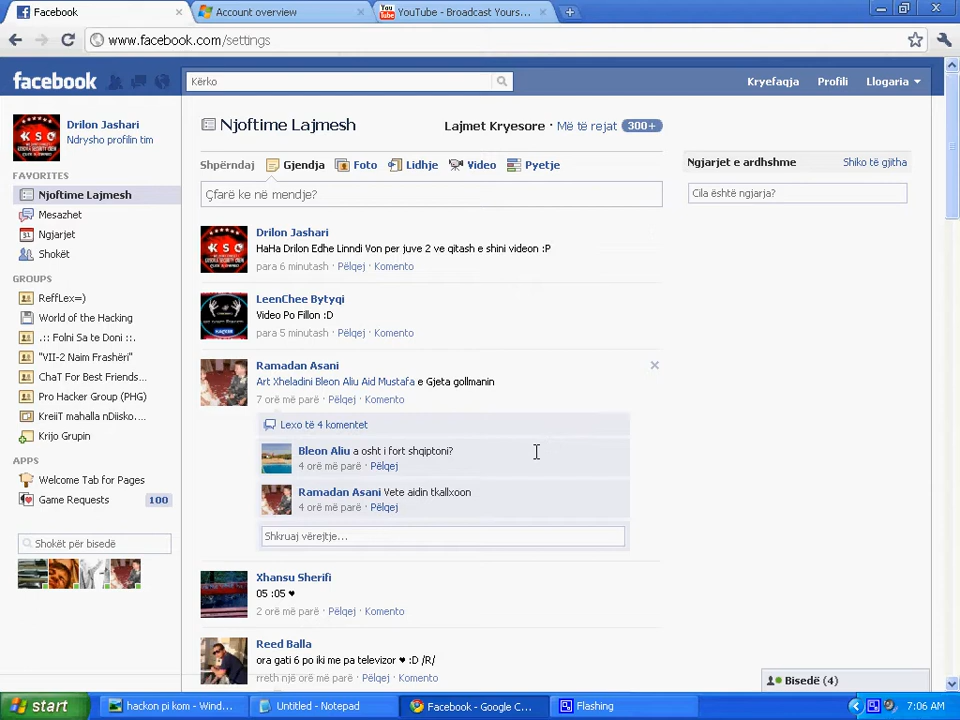 Facebook
Account overview
YouTube - Broadcast Yours...
www.facebook.com/settings
facebook
Kërko
Kryefaqja
Profili
Llogaria
Drilon Jashari
Ndrysho profilin tim
FAVORITES
Njoftime Lajmesh
Mesazhet
Ngjarjet
Shokët
GROUPS
ReffLex=)
World of the Hacking
.:: Folni Sa te Doni ::.
"VII-2 Naim Frashëri"
ChaT For Best Friends...
Pro Hacker Group (PHG)
KreiiT mahalla nDiisko...
Krijo Grupin
APPS
Welcome Tab for Pages
Game Requests 100
Shokët për bisedë
Njoftime Lajmesh
Lajmet Kryesore · Më të rejat 300+
Shpërndaj Gjendja Foto Lidhje Video Pyetje
Çfarë ke në mendje?
Drilon Jashari
HaHa Drilon Edhe Linndi Von per juve 2 ve qitash e shini videon :P
para 6 minutash · Pëlqej · Komento
LeenChee Bytyqi
Video Po Fillon :D
para 5 minutash · Pëlqej · Komento
Ramadan Asani
Art Xheladini Bleon Aliu Aid Mustafa e Gjeta gollmanin
7 orë më parë · Pëlqej · Komento
Lexo të 4 komentet
Bleon Aliu a osht i fort shqiptoni?
4 orë më parë · Pëlqej
Ramadan Asani Vete aidin tkallxoon
4 orë më parë · Pëlqej
Shkruaj vërejtje...
Xhansu Sherifi
05 :05 ♥
2 orë më parë · Pëlqej · Komento
Reed Balla
ora gati 6 po iki me pa televizor ♥ :D /R/
rreth një orë më parë · Pëlqej · Komento
Ngjarjet e ardhshme
Shiko të gjitha
Cila është ngjarja?
Bisedë (4)
start
hackon pi kom - Wind...
Untitled - Notepad
Facebook - Google C...
Flashing
7:06 AM